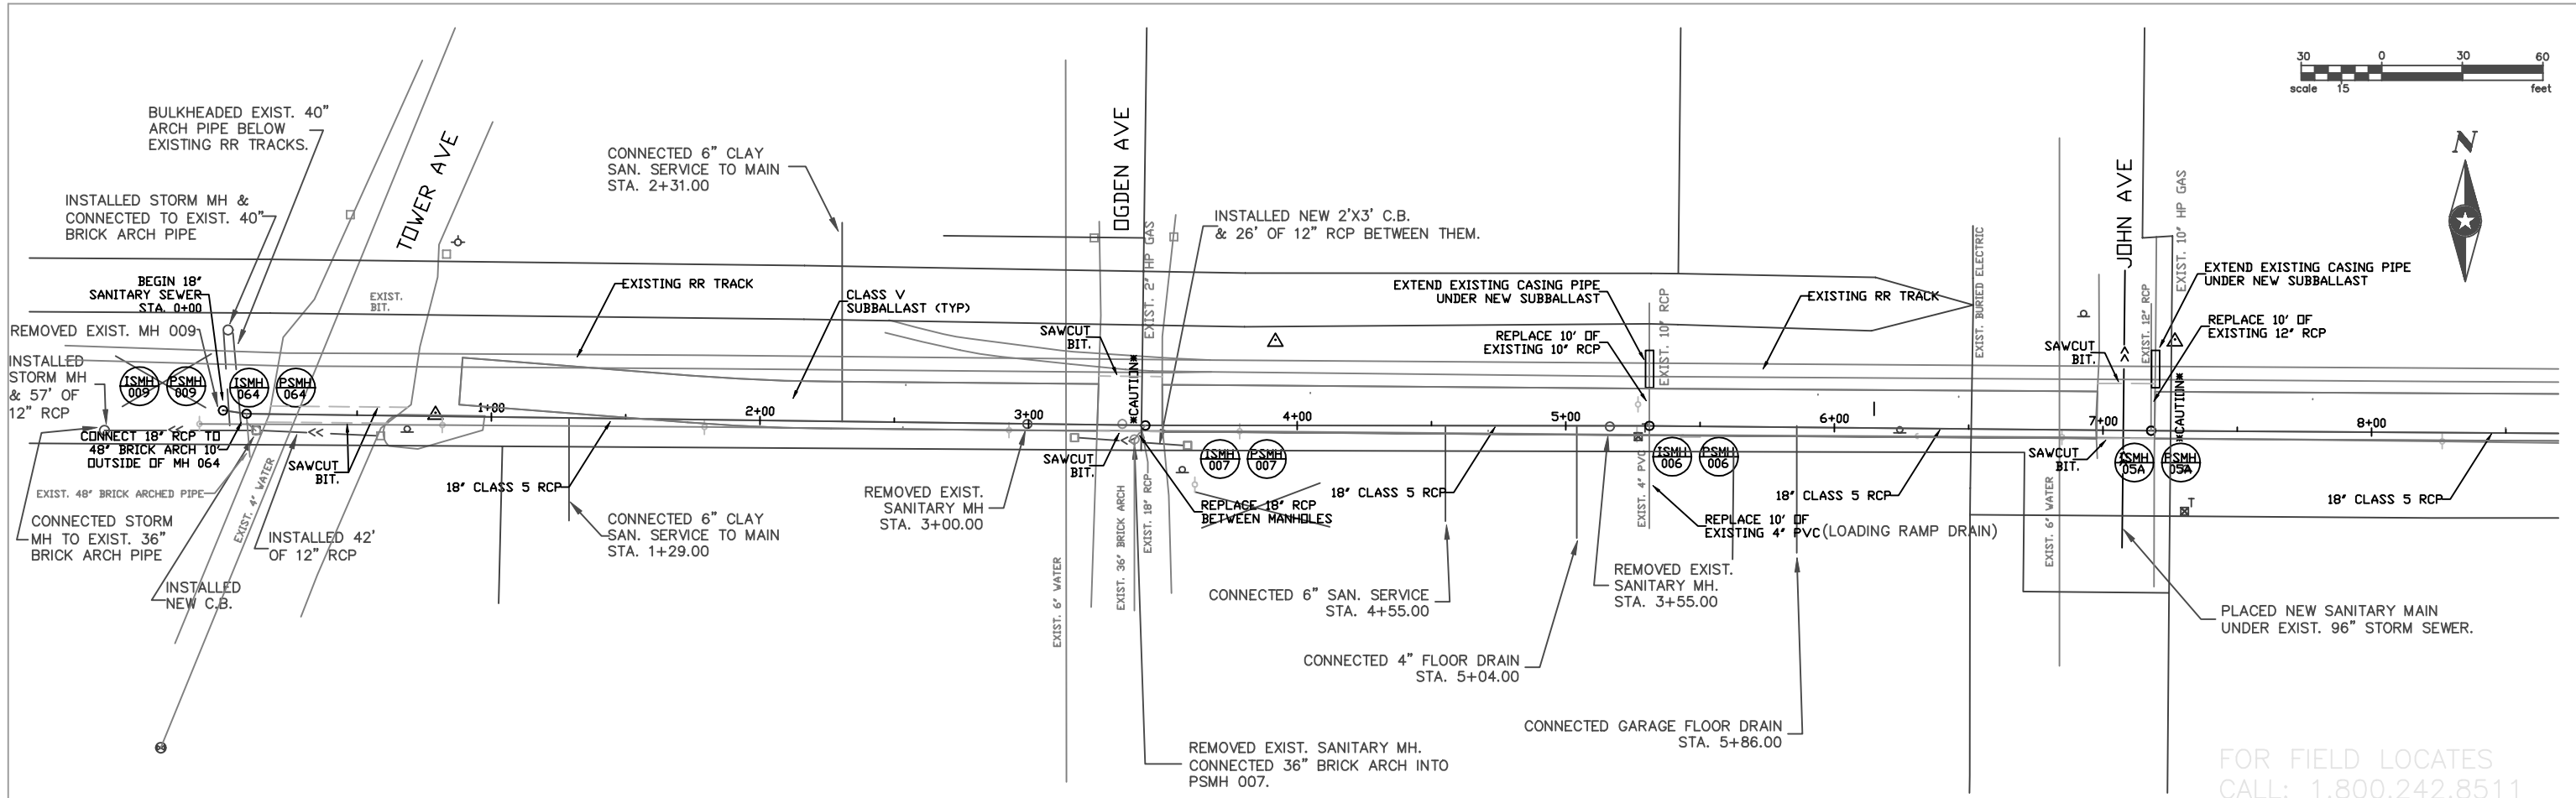 BULKHEADED EXIST. 40"
ARCH PIPE BELOW
EXISTING RR TRACKS.
INSTALLED STORM MH &
CONNECTED TO EXIST. 40"
BRICK ARCH PIPE
BEGIN 18"
SANITARY SEWER
STA. 0+00
REMOVED EXIST. MH 009
INSTALLED
STORM MH
& 57' OF
12" RCP
ISMH
009
PSMH
009
ISMH
064
PSMH
064
CONNECT 18" RCP TO
48" BRICK ARCH 10'
OUTSIDE OF MH 064
EXIST. 48" BRICK ARCHED PIPE
CONNECTED STORM
MH TO EXIST. 36"
BRICK ARCH PIPE
INSTALLED
NEW C.B.
EXIST. 4" WATER
INSTALLED 42'
OF 12" RCP
SAWCUT
BIT.
EXIST.
BIT.
TOWER AVE
1+00
18" CLASS 5 RCP
CONNECTED 6" CLAY
SAN. SERVICE TO MAIN
STA. 1+29.00
CONNECTED 6" CLAY
SAN. SERVICE TO MAIN
STA. 2+31.00
EXISTING RR TRACK
CLASS V
SUBBALLAST (TYP)
2+00
3+00
REMOVED EXIST.
SANITARY MH
STA. 3+00.00
OGDEN AVE
EXIST. 2" HP GAS
SAWCUT
BIT.
*CAUTION*
SAWCUT
BIT.
EXIST. 6" WATER
EXIST. 36" BRICK ARCH
EXIST. 18" RCP
INSTALLED NEW 2'X3' C.B.
& 26' OF 12" RCP BETWEEN THEM.
ISMH
007
PSMH
007
REPLACE 18" RCP
BETWEEN MANHOLES
REMOVED EXIST. SANITARY MH.
CONNECTED 36" BRICK ARCH INTO
PSMH 007.
4+00
18" CLASS 5 RCP
CONNECTED 6" SAN. SERVICE
STA. 4+55.00
CONNECTED 4" FLOOR DRAIN
STA. 5+04.00
EXTEND EXISTING CASING PIPE
UNDER NEW SUBBALLAST
REPLACE 10' OF
EXISTING 10" RCP
EXIST. 10" RCP
5+00
EXIST. 4" PVC
ISMH
006
PSMH
006
REPLACE 10' OF
EXISTING 4" PVC (LOADING RAMP DRAIN)
REMOVED EXIST.
SANITARY MH.
STA. 3+55.00
CONNECTED GARAGE FLOOR DRAIN
STA. 5+86.00
EXISTING RR TRACK
6+00
18" CLASS 5 RCP
EXIST. BURIED ELECTRIC
JOHN AVE
EXIST. 12" RCP
EXIST. 10" HP GAS
EXTEND EXISTING CASING PIPE
UNDER NEW SUBBALLAST
REPLACE 10' OF
EXISTING 12" RCP
SAWCUT
BIT.
7+00
*CAUTION*
SAWCUT
BIT.
ISMH
05A
PSMH
05A
EXIST. 6" WATER
T
8+00
18" CLASS 5 RCP
PLACED NEW SANITARY MAIN
UNDER EXIST. 96" STORM SEWER.
30 0 30 60
scale 15 feet
N
FOR FIELD LOCATES
CALL: 1.800.242.8511